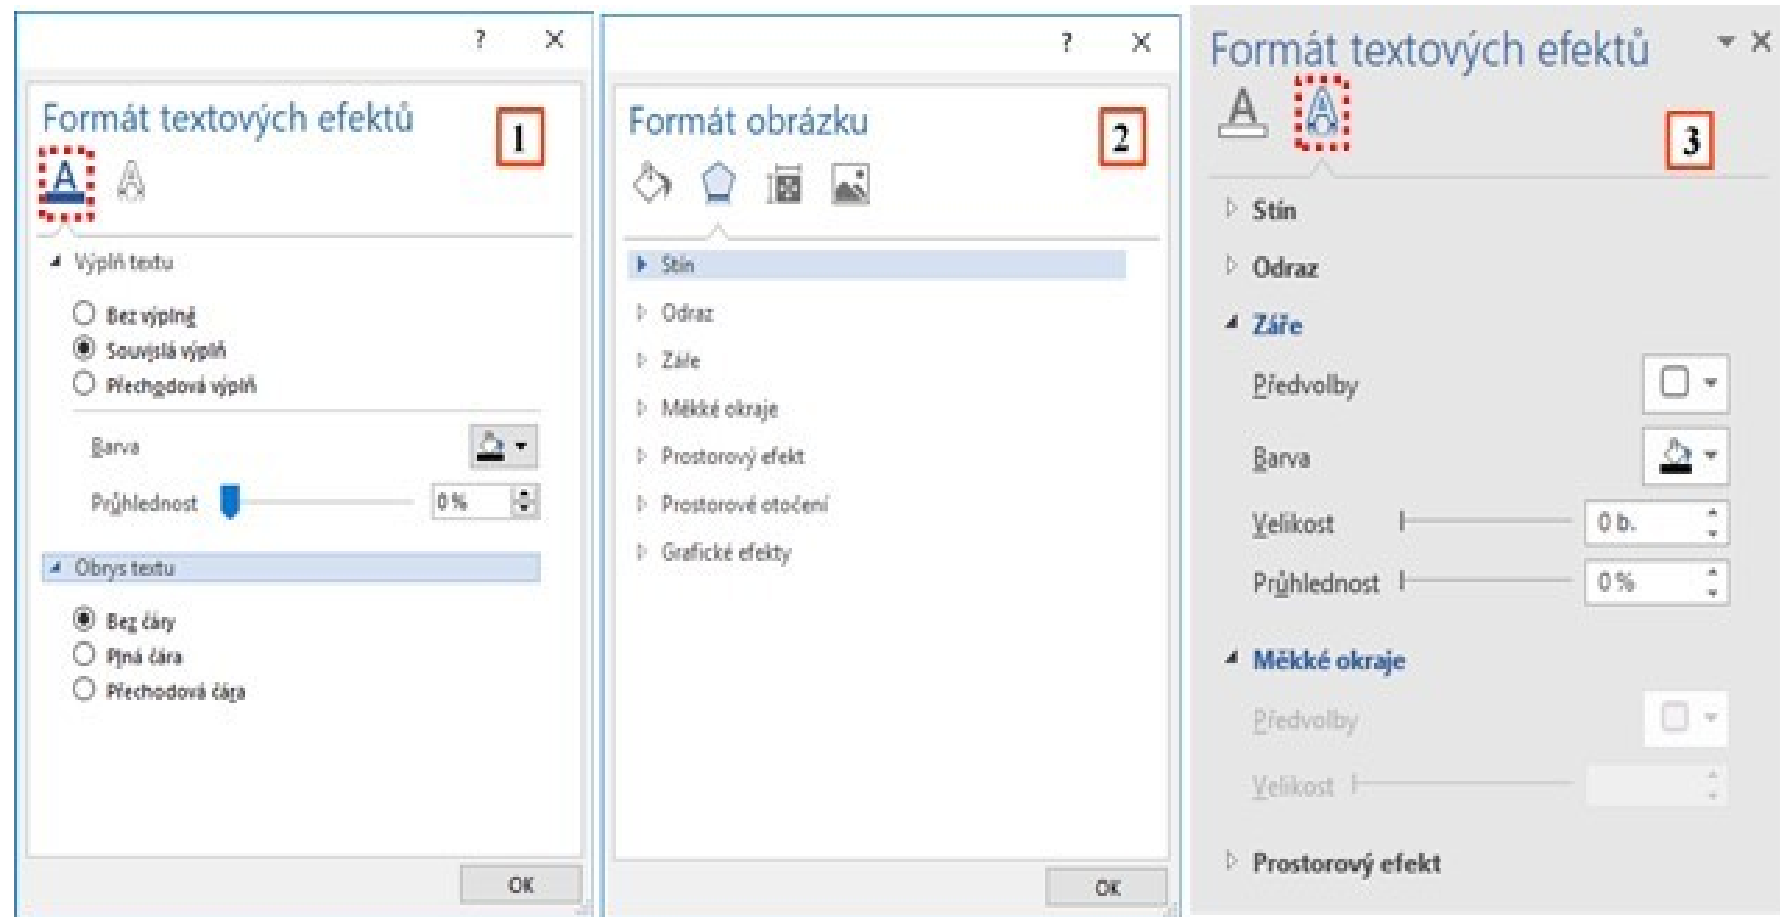 ? ×
Formát textových efektů
1
A A
Výplň textu
Bez výplně
Souvislá výplň
Přechodová výplň
Barva
Průhlednost 0 %
Obrys textu
Bez čáry
Plná čára
Přechodová čára
OK
? ×
Formát obrázku
2
Stín
Odraz
Záře
Měkké okraje
Prostorový efekt
Prostorové otočení
Grafické efekty
OK
Formát textových efektů ×
A A
3
Stín
Odraz
Záře
Předvolby
Barva
Velikost 0 b.
Průhlednost 0 %
Měkké okraje
Předvolby
Velikost
Prostorový efekt